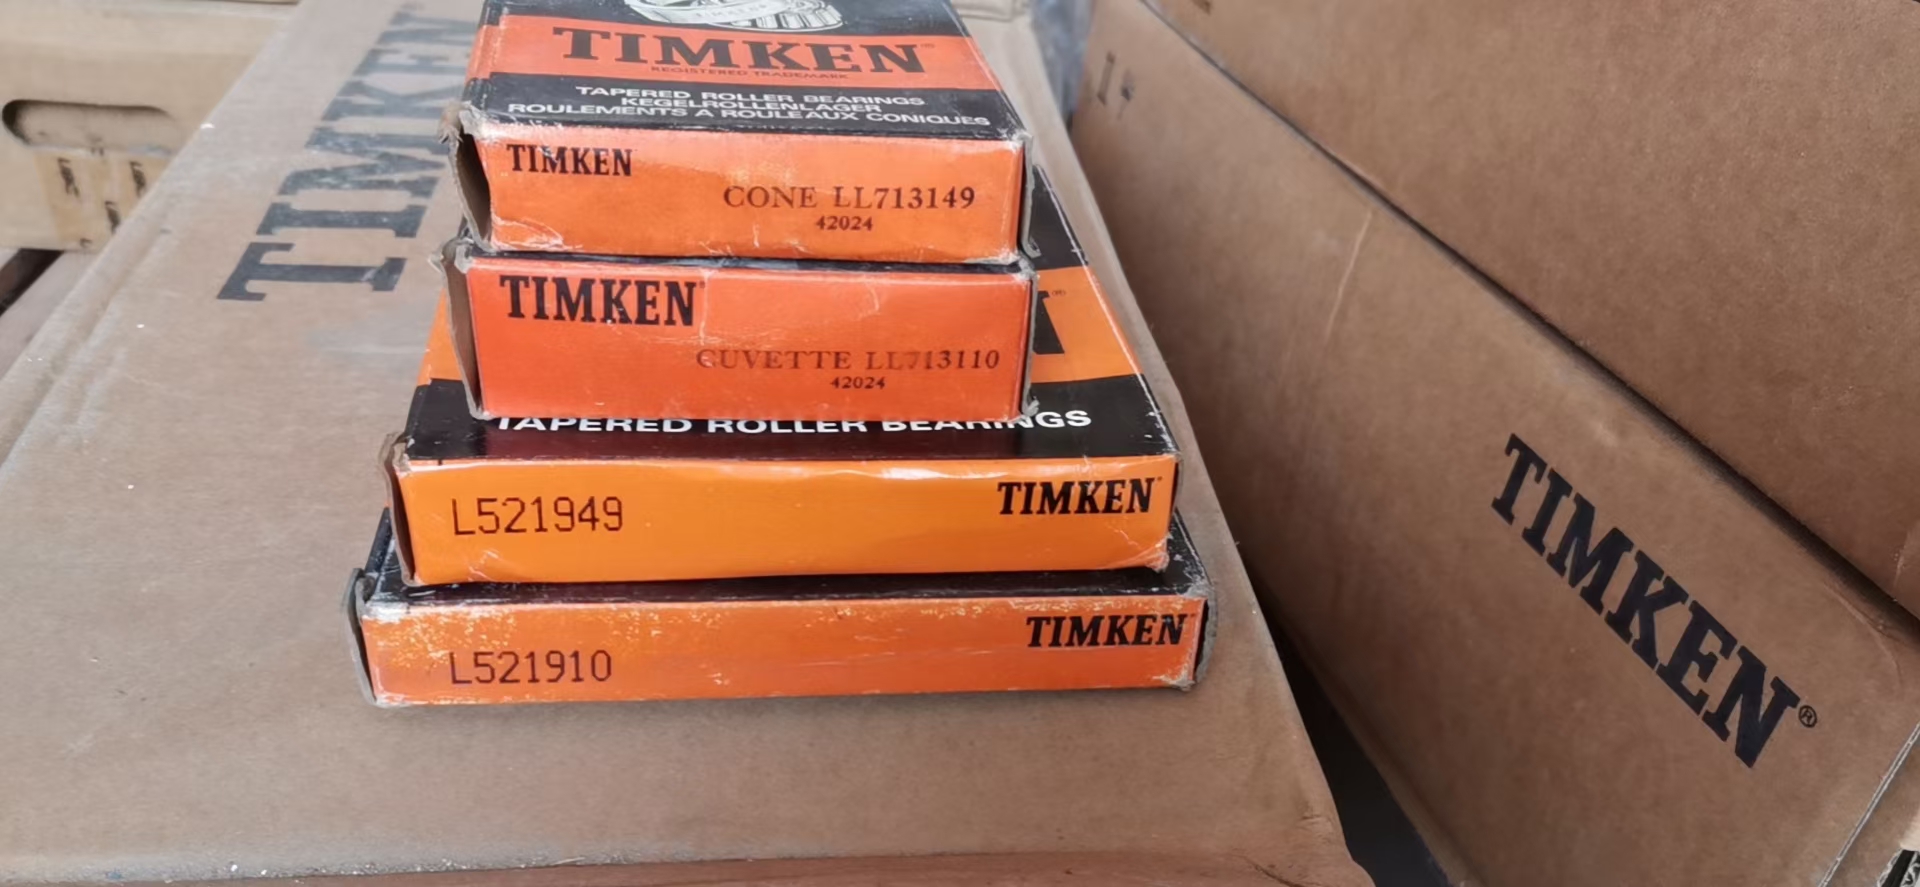 TIMKEN
TIMKEN®
REGISTERED TRADEMARK
TAPERED ROLLER BEARINGS
KEGELROLLENLAGER
ROULEMENTS A ROULEAUX CONIQUES
TIMKEN
CONE LL713149
42024
TIMKEN
CUVETTE LL713110
42024
TAPERED ROLLER BEARINGS
L521949
TIMKEN
L521910
TIMKEN
TIMKEN®